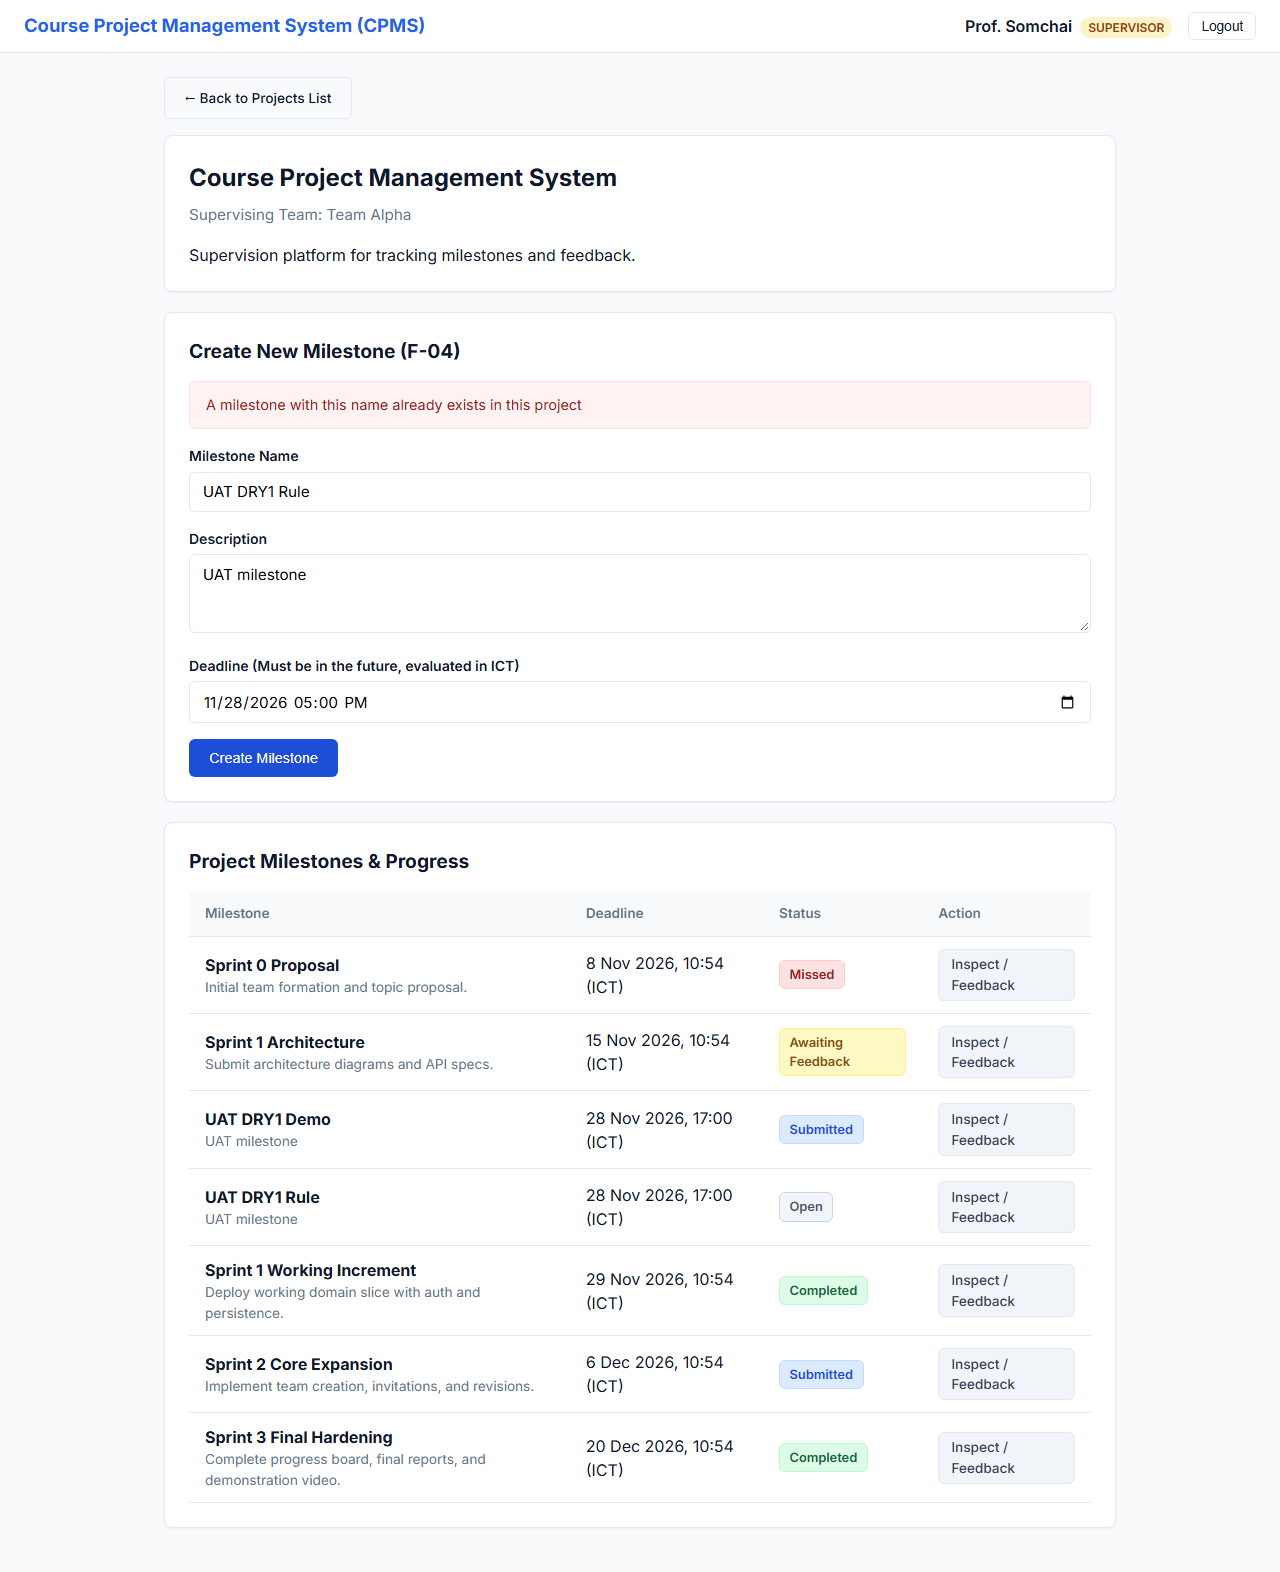 Course Project Management System (CPMS)
Prof. Somchai SUPERVISOR Logout
← Back to Projects List
Course Project Management System
Supervising Team: Team Alpha
Supervision platform for tracking milestones and feedback.
Create New Milestone (F-04)
A milestone with this name already exists in this project
Milestone Name
UAT DRY1 Rule
Description
UAT milestone
Deadline (Must be in the future, evaluated in ICT)
11/28/2026 05:00 PM
Create Milestone
Project Milestones & Progress
Milestone Deadline Status Action
Sprint 0 Proposal
Initial team formation and topic proposal.
8 Nov 2026, 10:54
(ICT)
Missed
Inspect /
Feedback
Sprint 1 Architecture
Submit architecture diagrams and API specs.
15 Nov 2026, 10:54
(ICT)
Awaiting
Feedback
Inspect /
Feedback
UAT DRY1 Demo
UAT milestone
28 Nov 2026, 17:00
(ICT)
Submitted
Inspect /
Feedback
UAT DRY1 Rule
UAT milestone
28 Nov 2026, 17:00
(ICT)
Open
Inspect /
Feedback
Sprint 1 Working Increment
Deploy working domain slice with auth and
persistence.
29 Nov 2026, 10:54
(ICT)
Completed
Inspect /
Feedback
Sprint 2 Core Expansion
Implement team creation, invitations, and revisions.
6 Dec 2026, 10:54
(ICT)
Submitted
Inspect /
Feedback
Sprint 3 Final Hardening
Complete progress board, final reports, and
demonstration video.
20 Dec 2026, 10:54
(ICT)
Completed
Inspect /
Feedback